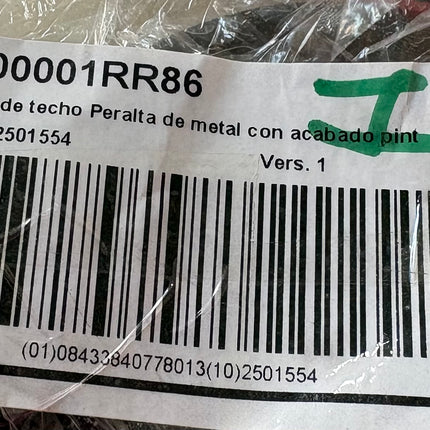 00001RR86
I
de techo Peralta de metal con acabado pint
2501554
Vers. 1
(01)08433840778013(10)2501554